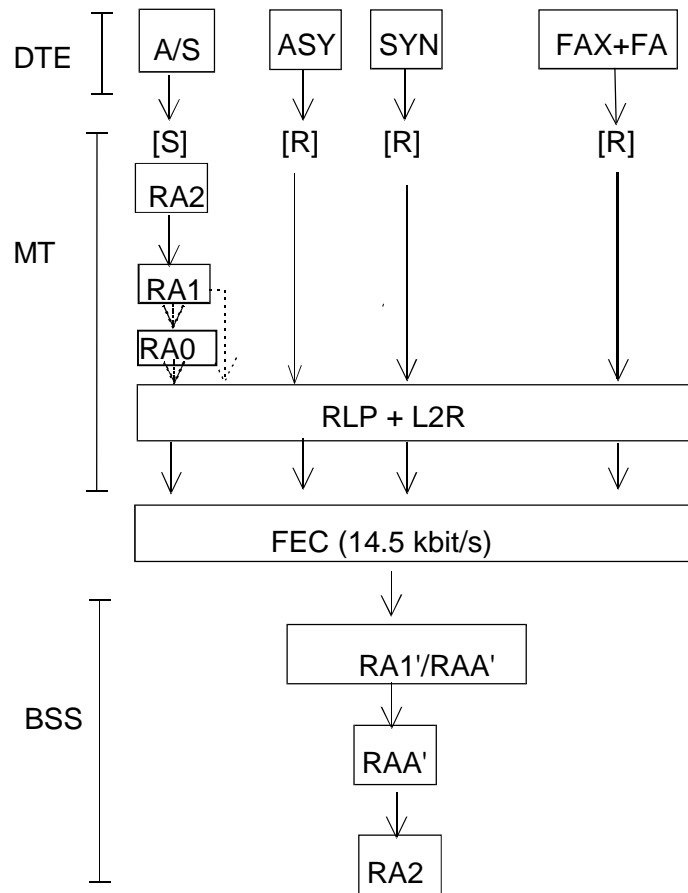 DTE
A/S
ASY
SYN
FAX+FA
[S]
[R]
[R]
[R]
RA2
MT
RA1
RA0
RLP + L2R
FEC (14.5 kbit/s)
RA1'/RAA'
BSS
RAA'
RA2